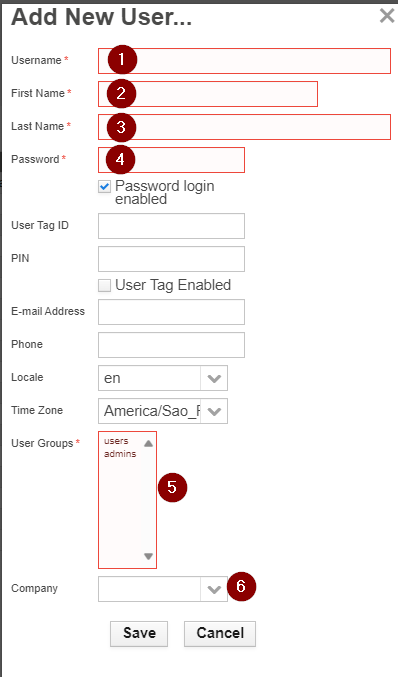 Add New User...
Username * 1
First Name * 2
Last Name * 3
Password * 4
Password login
enabled
User Tag ID
PIN
User Tag Enabled
E-mail Address
Phone
Locale en
Time Zone America/Sao_
User Groups * users
admins
5
Company 6
Save Cancel